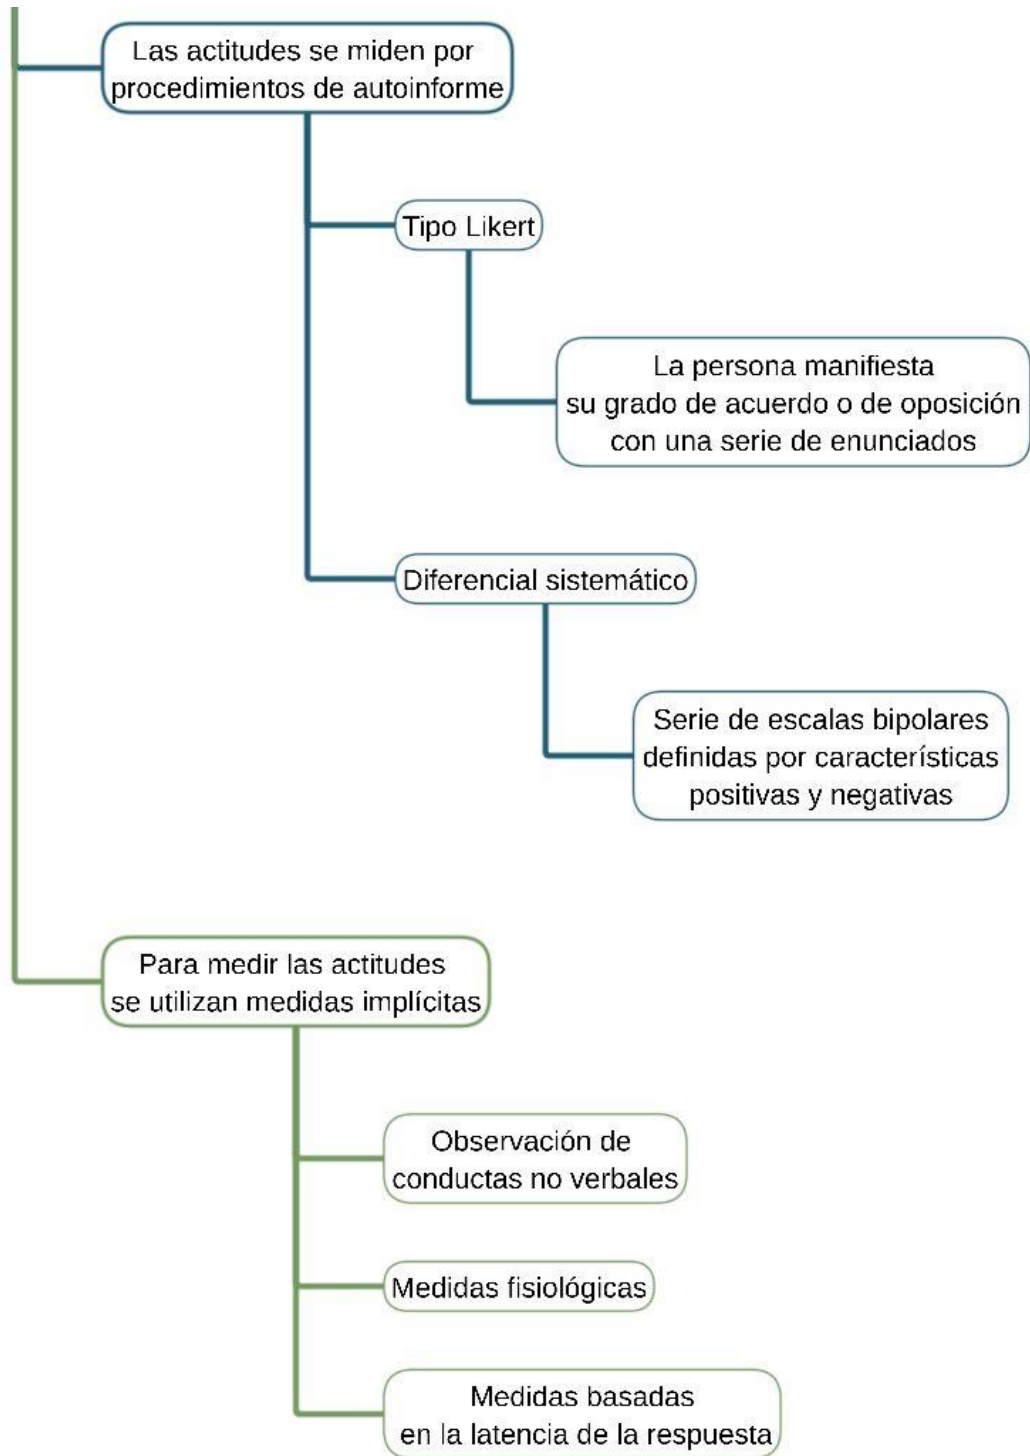 Las actitudes se miden por
procedimientos de autoinforme
Tipo Likert
La persona manifiesta
su grado de acuerdo o de oposición
con una serie de enunciados
Diferencial sistemático
Serie de escalas bipolares
definidas por características
positivas y negativas
Para medir las actitudes
se utilizan medidas implícitas
Observación de
conductas no verbales
Medidas fisiológicas
Medidas basadas
en la latencia de la respuesta